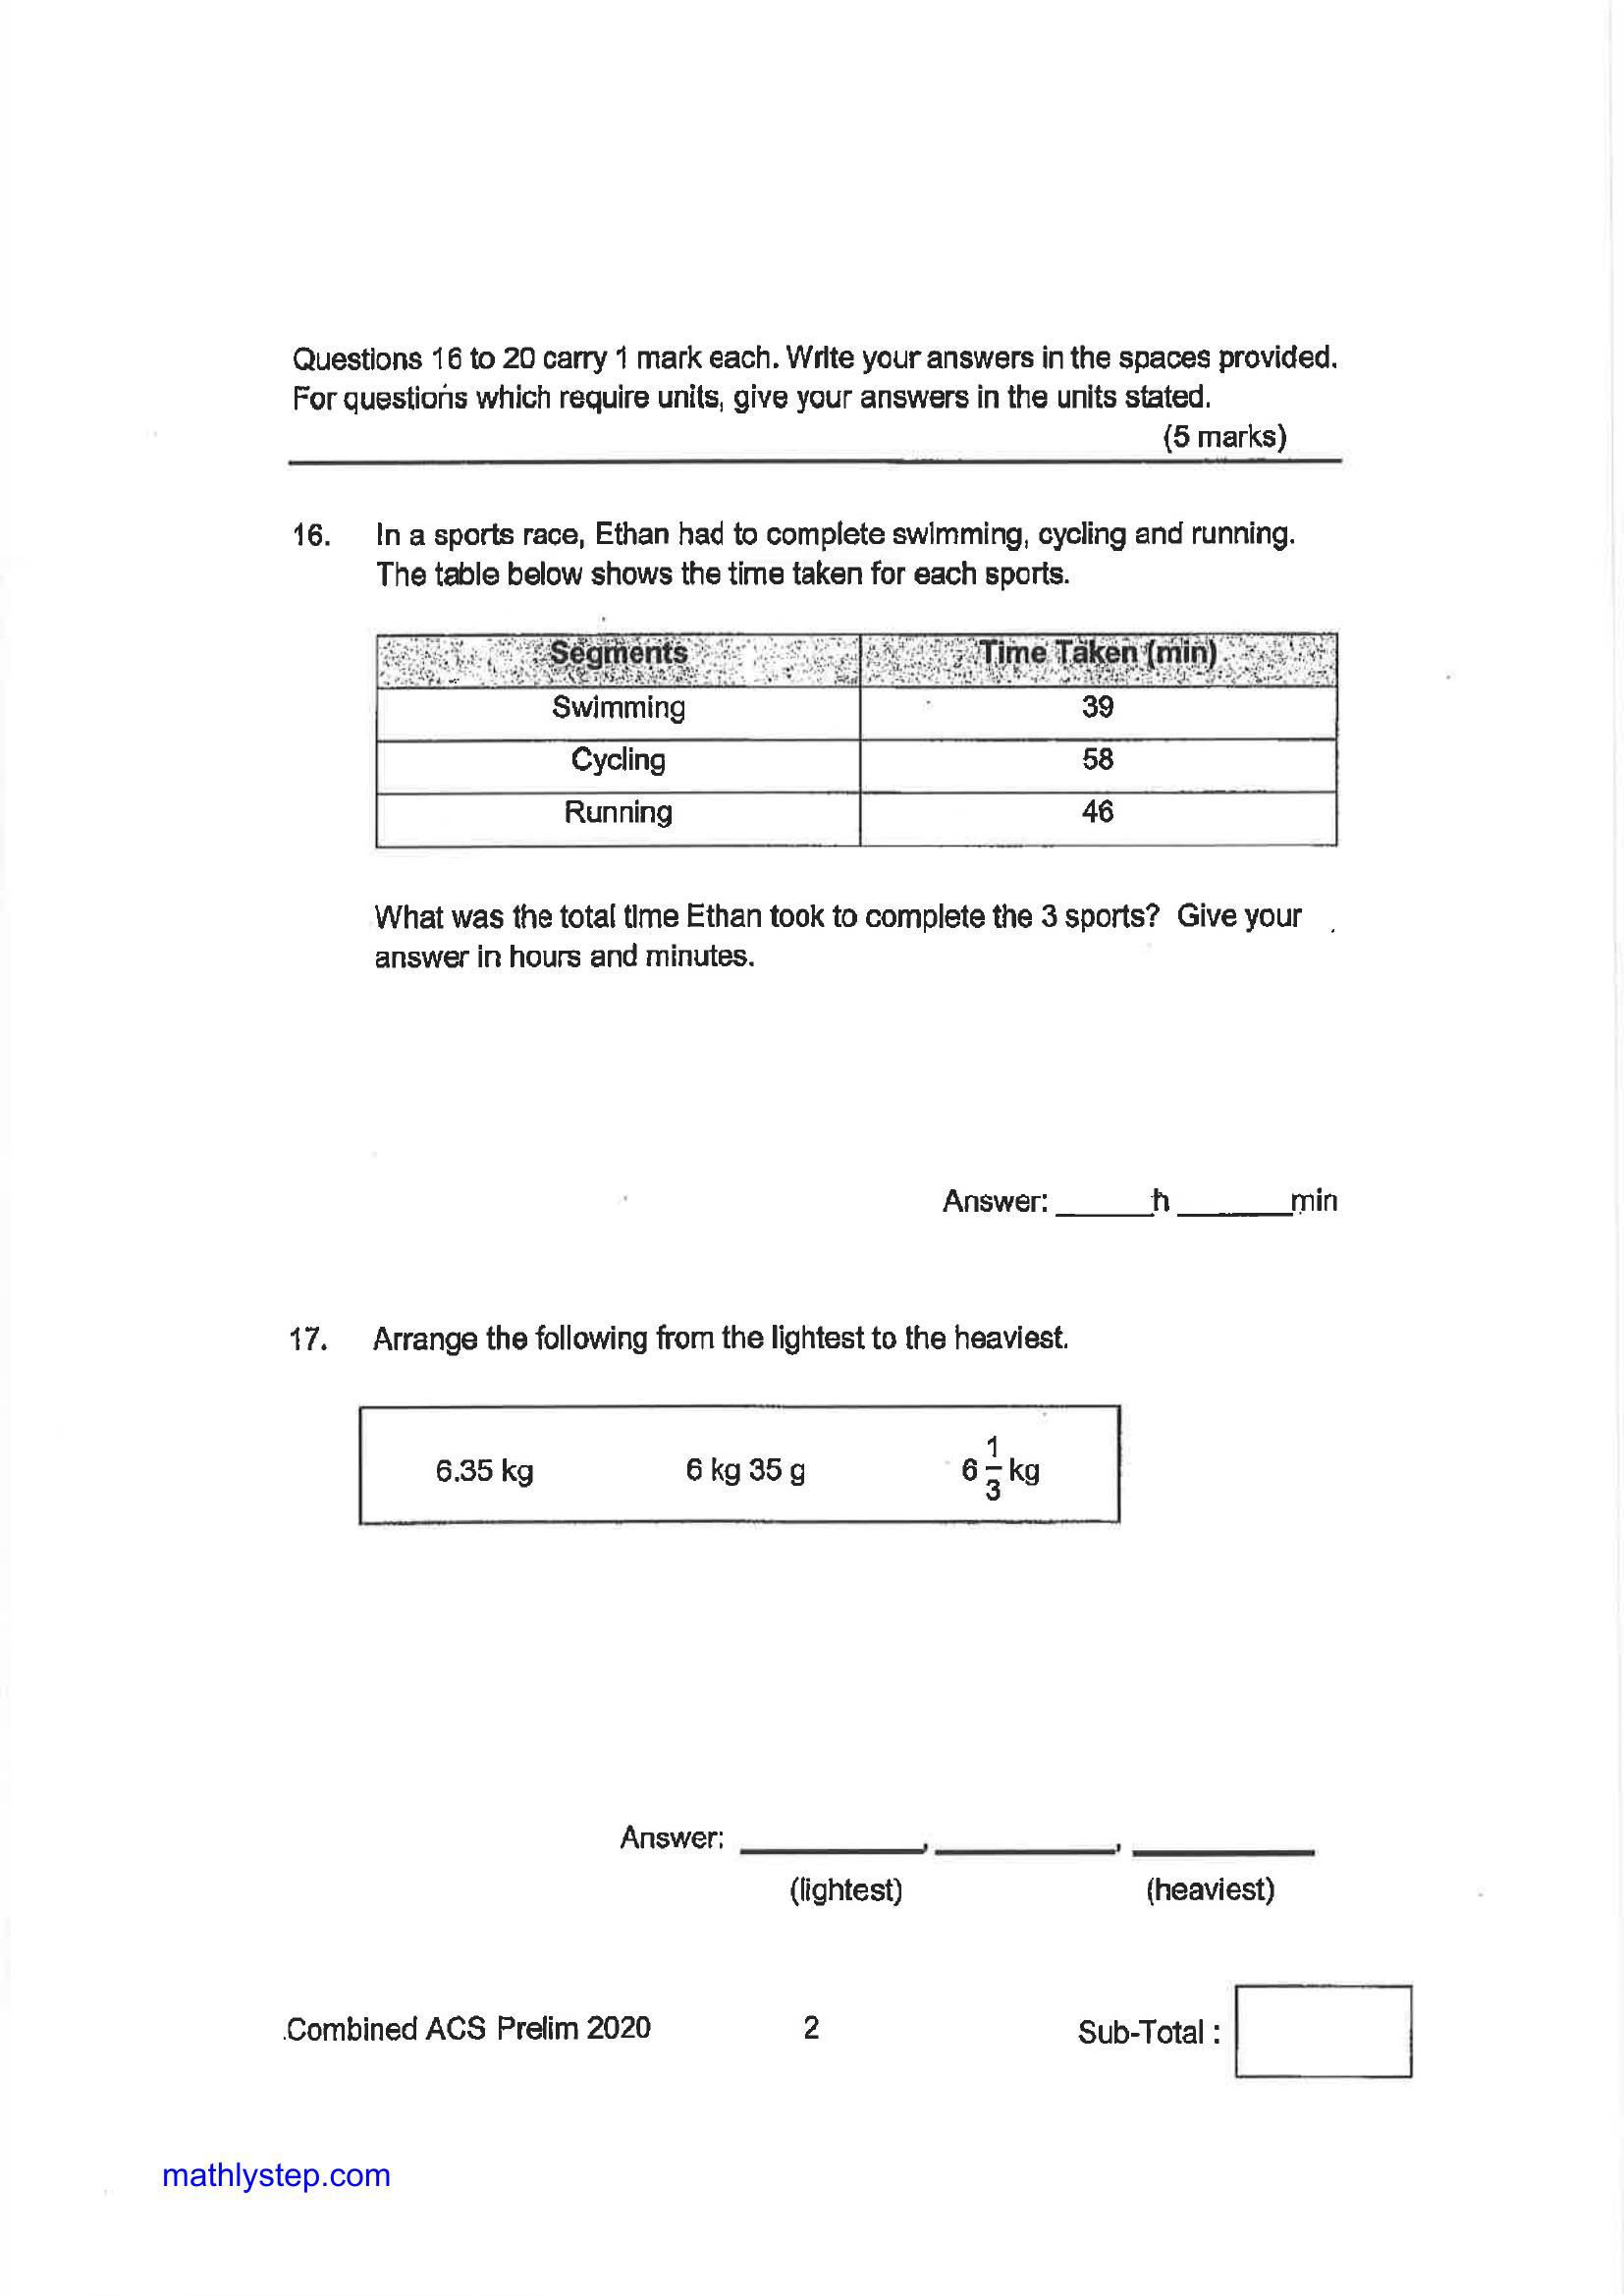 Questions 16 to 20 carry 1 mark each. Write your answers in the spaces provided.
For questions which require units, give your answers in the units stated.
(5 marks)
16. In a sports race, Ethan had to complete swimming, cycling and running.
The table below shows the time taken for each sports.
Segments Time Taken (min)
Swimming 39
Cycling 58
Running 46
What was the total time Ethan took to complete the 3 sports? Give your
answer in hours and minutes.
Answer: ______h _______min
17. Arrange the following from the lightest to the heaviest.
6.35 kg 6 kg 35 g 6 1/3 kg
Answer: __________, __________, __________
(lightest) (heaviest)
Combined ACS Prelim 2020 2 Sub-Total :
mathlystep.com